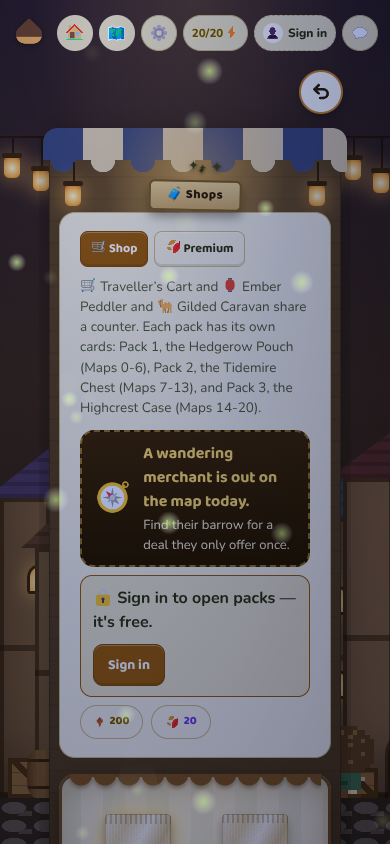 20/20
Sign in
Shops
Shop
Premium
Traveller's Cart and Ember
Peddler and Gilded Caravan share
a counter. Each pack has its own
cards: Pack 1, the Hedgerow Pouch
(Maps 0-6), Pack 2, the Tidemire
Chest (Maps 7-13), and Pack 3, the
Highcrest Case (Maps 14-20).
A wandering
merchant is out on
the map today.
Find their barrow for a
deal they only offer once.
Sign in to open packs —
it's free.
Sign in
200
20